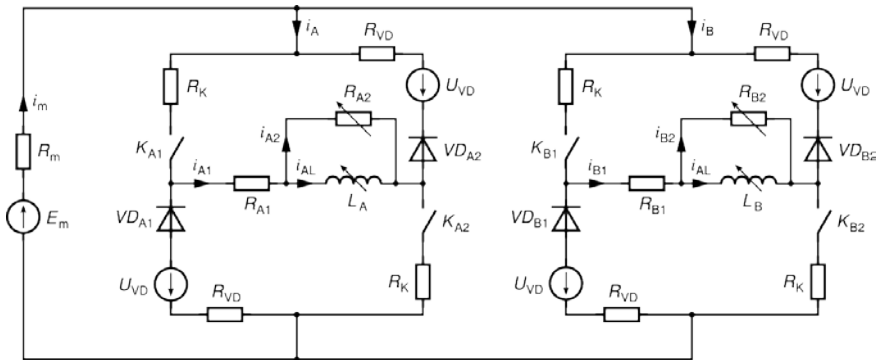 i_A R_VD i_B R_VD
R_K U_VD R_K U_VD
i_m R_A2 R_B2
R_m K_A1 i_A2 VD_A2 K_B1 i_B2 VD_B2
i_A1 i_AL i_B1 i_AL
E_m VD_A1 R_A1 L_A K_A2 VD_B1 R_B1 L_B K_B2
U_VD R_VD R_K U_VD R_VD R_K